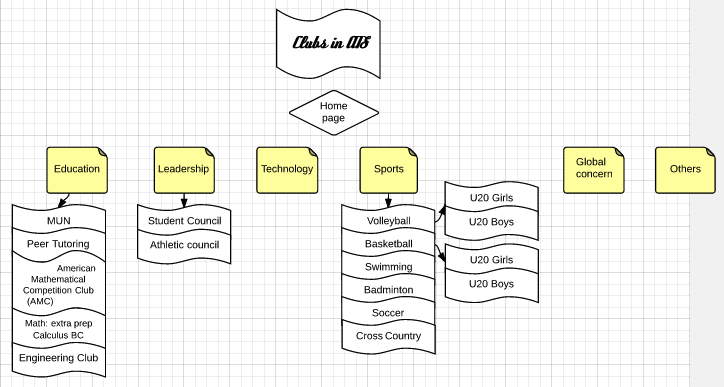 Clubs in ATS
Home
page
Education
Leadership
Technology
Sports
Global
concern
Others
MUN
Peer Tutoring
American
Mathematical
Competition Club
(AMC)
Math: extra prep
Calculus BC
Engineering Club
Student Council
Athletic council
Volleyball
Basketball
Swimming
Badminton
Soccer
Cross Country
U20 Girls
U20 Boys
U20 Girls
U20 Boys